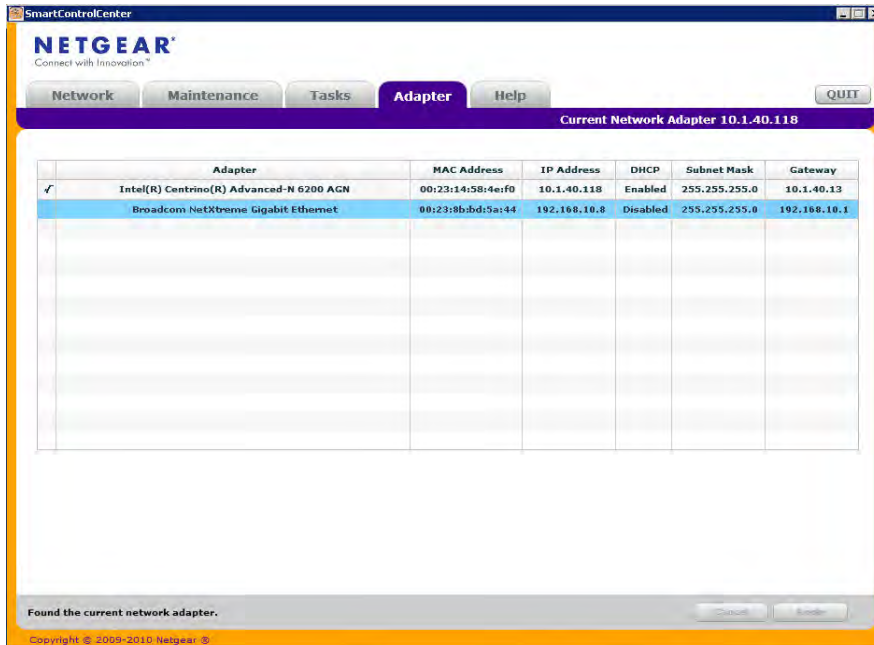 SmartControlCenter
NETGEAR®
Connect with Innovation™
Network Maintenance Tasks Adapter Help QUIT
Current Network Adapter 10.1.40.118
Adapter MAC Address IP Address DHCP Subnet Mask Gateway
√ Intel(R) Centrino(R) Advanced-N 6200 AGN 00:23:14:58:4e:f0 10.1.40.118 Enabled 255.255.255.0 10.1.40.13
Broadcom NetXtreme Gigabit Ethernet 00:23:8b:bd:5a:44 192.168.10.8 Disabled 255.255.255.0 192.168.10.1
Found the current network adapter.
Cancel
Copyright © 2009-2010 Netgear ®